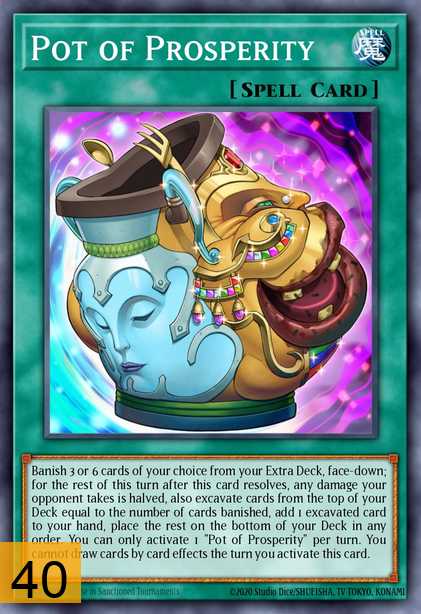 Pot of Prosperity
SPELL
魔
[Spell Card]
Banish 3 or 6 cards of your choice from your Extra Deck, face-down;
for the rest of this turn after this card resolves, any damage your
opponent takes is halved, also excavate cards from the top of your
Deck equal to the number of cards banished, add 1 excavated card
to your hand, place the rest on the bottom of your Deck in any
order. You can only activate 1 "Pot of Prosperity" per turn. You
cannot draw cards by card effects the turn you activate this card.
40
Use in Sanctioned Tournaments
©2020 Studio Dice/SHUEISHA, TV TOKYO, KONAMI